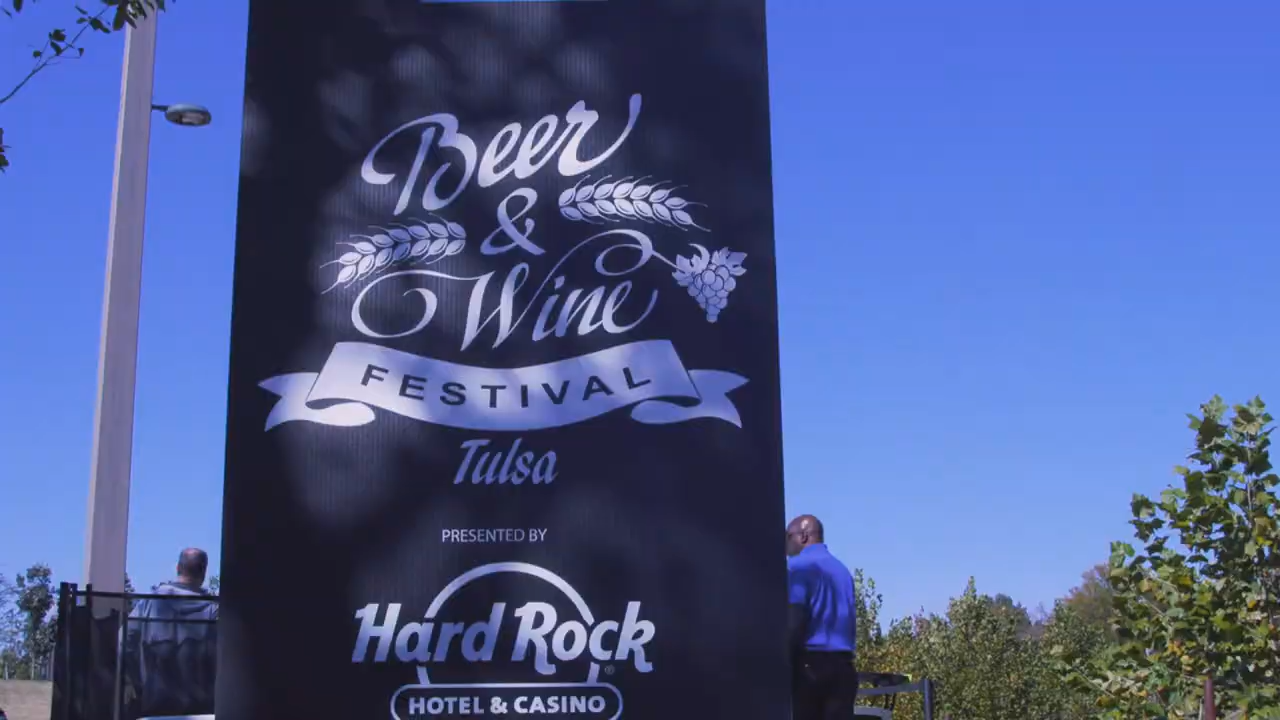 Beer
&
Wine
FESTIVAL
Tulsa
PRESENTED BY
Hard Rock®
HOTEL & CASINO